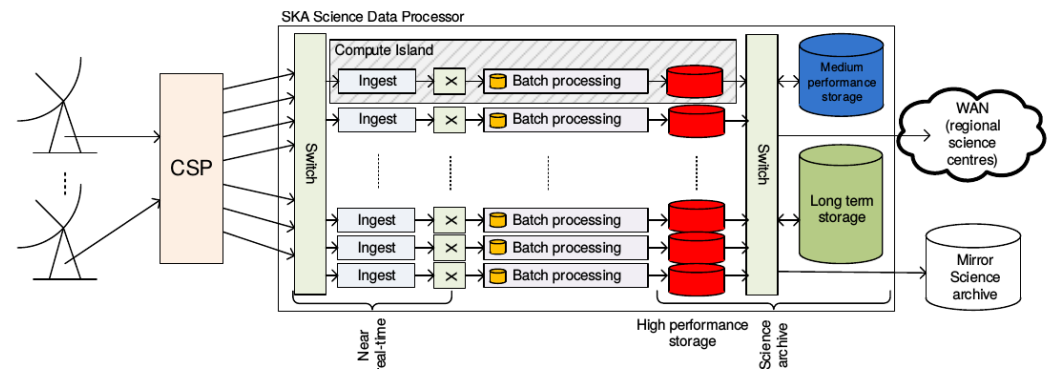 SKA Science Data Processor
Compute Island
CSP
Switch
Ingest
X
Batch processing
Ingest
X
Batch processing
Ingest
X
Batch processing
Ingest
X
Batch processing
Ingest
X
Batch processing
Switch
Medium
performance
storage
Long term
storage
WAN
(regional
science
centres)
Mirror
Science
archive
Near
real-time
High performance
storage
Science
archive